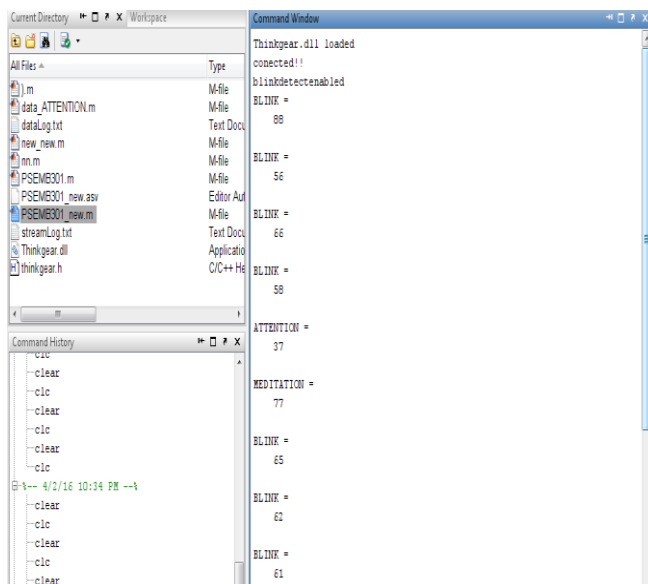 Current Directory
Workspace
All Files
Type
).m
M-file
data_ATTENTION.m
M-file
dataLog.txt
Text Docu
new_new.m
M-file
nn.m
M-file
PSEMB301.m
M-file
PSEMB301_new.asv
Editor Aut
PSEMB301_new.m
M-file
streamLog.txt
Text Docu
Thinkgear.dll
Applicatio
thinkgear.h
C/C++ He
Command History
clc
clear
clc
clear
clc
clear
clc
%-- 4/2/16 10:34 PM --%
clear
clc
clear
clc
clear
Command Window
Thinkgear.dll loaded
conected!!
blinkdetectenabled
BLINK =
88
BLINK =
56
BLINK =
66
BLINK =
58
ATTENTION =
37
MEDITATION =
77
BLINK =
65
BLINK =
62
BLINK =
61